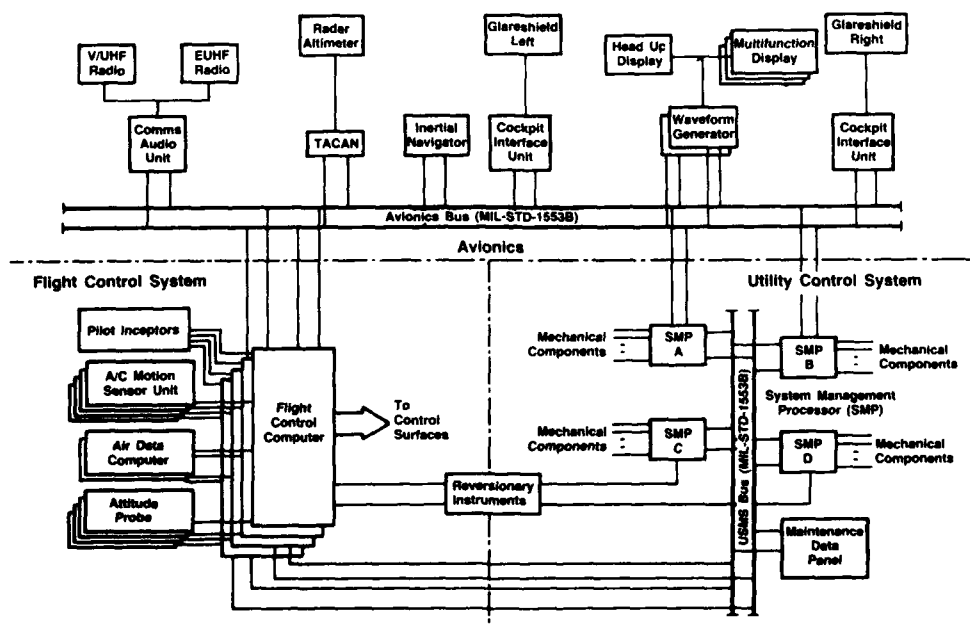 V/UHF
Radio
EUHF
Radio
Radar
Altimeter
Glareshield
Left
Head Up
Display
Multifunction
Display
Glareshield
Right
Comms
Audio
Unit
TACAN
Inertial
Navigator
Cockpit
Interface
Unit
Waveform
Generator
Cockpit
Interface
Unit
Avionics Bus (MIL-STD-1553B)
Avionics
Flight Control System
Utility Control System
Pilot Inceptors
A/C Motion
Sensor Unit
Air Data
Computer
Attitude
Probe
Flight
Control
Computer
To
Control
Surfaces
Reversionary
Instruments
Mechanical
Components
SMP
A
SMP
B
Mechanical
Components
System Management
Processor (SMP)
Mechanical
Components
SMP
C
SMP
D
Mechanical
Components
USMS Bus (MIL-STD-1553B)
Maintenance
Data
Panel